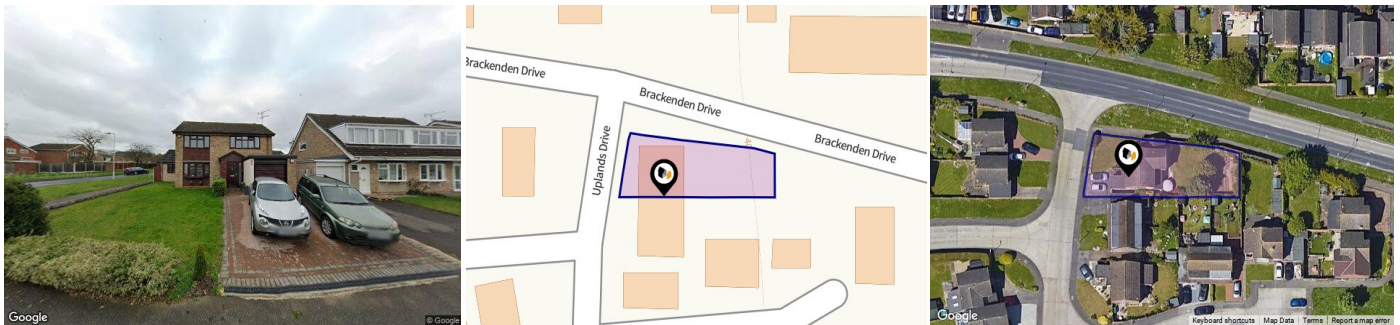 Google
© Google
Brackenden Drive
Brackenden Drive
Brackenden Drive
Uplands Drive
Google
Keyboard shortcuts
Map Data
Terms
Report a map error